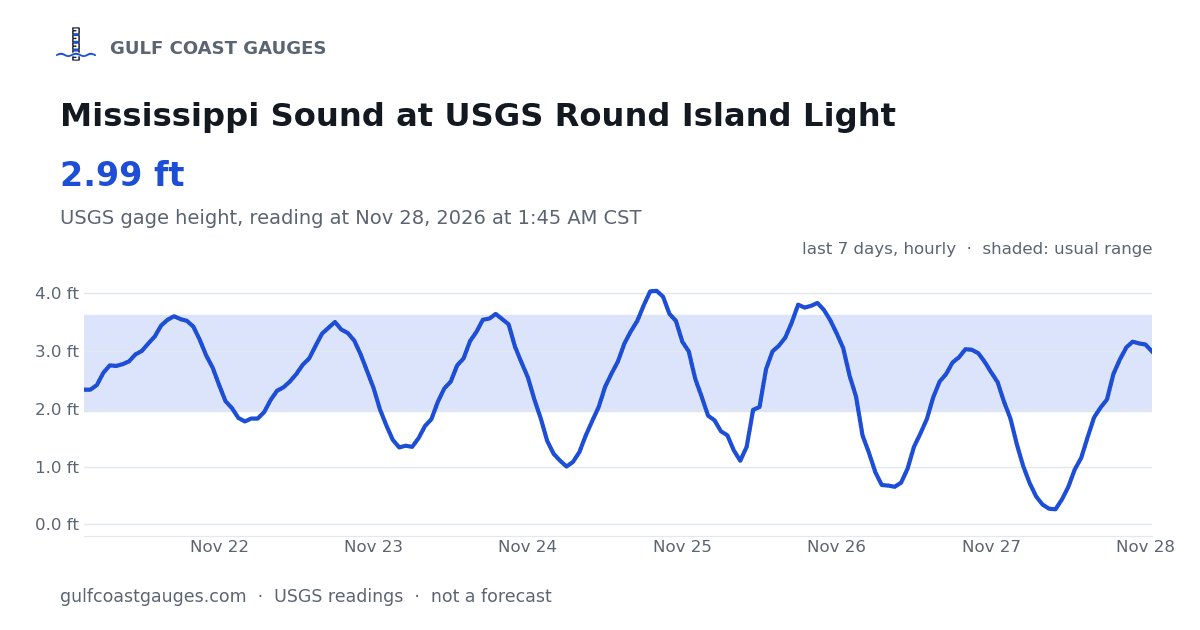 GULF COAST GAUGES
Mississippi Sound at USGS Round Island Light
2.99 ft
USGS gage height, reading at Nov 28, 2026 at 1:45 AM CST
last 7 days, hourly · shaded: usual range
4.0 ft
3.0 ft
2.0 ft
1.0 ft
0.0 ft
Nov 22 Nov 23 Nov 24 Nov 25 Nov 26 Nov 27 Nov 28
gulfcoastgauges.com · USGS readings · not a forecast